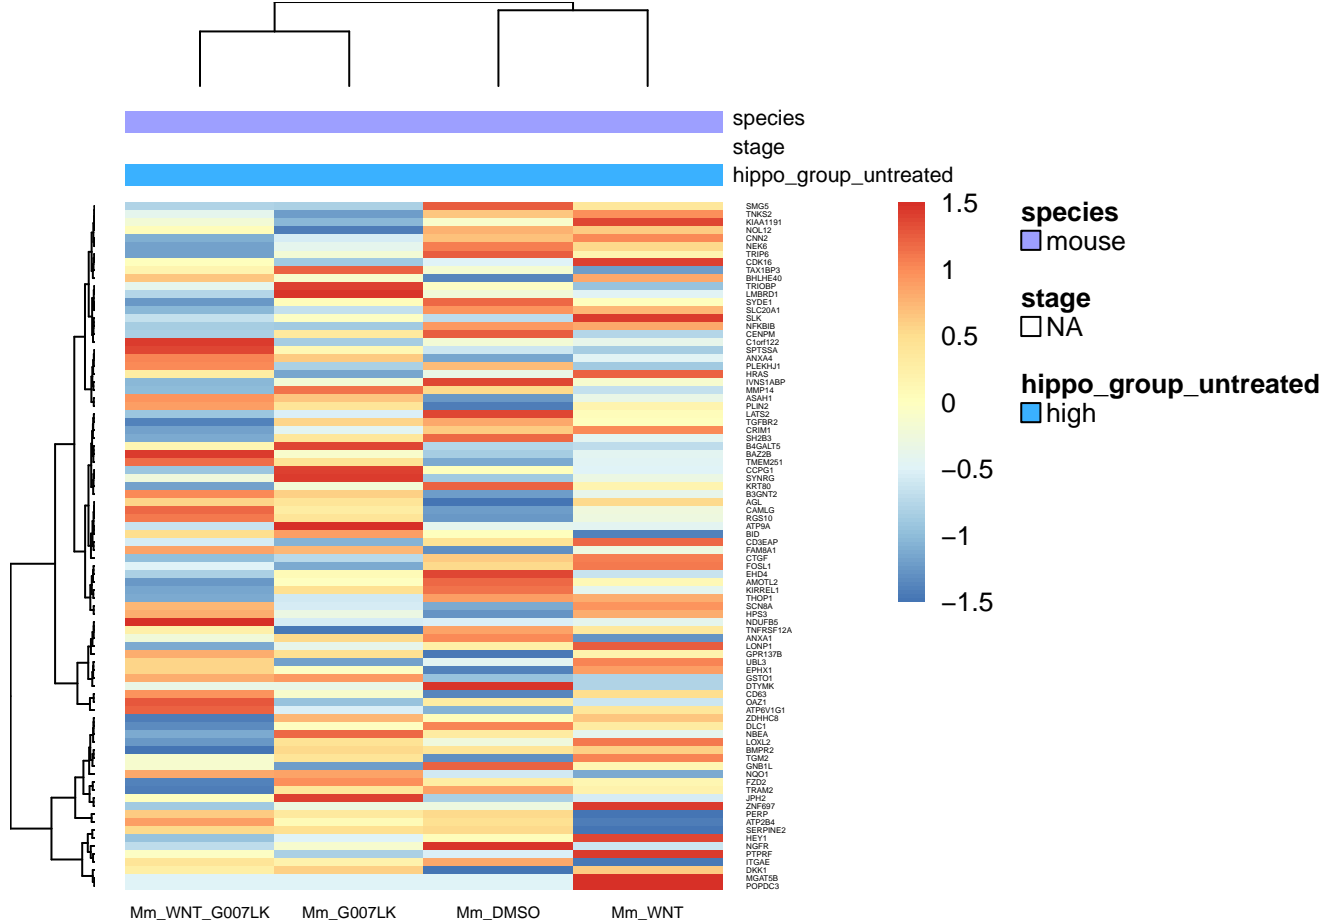 species
stage
hippo_group_untreated
SMG5
TNKS2
KIAA1191
NOL12
CNN2
NEK6
TRIP6
CDK16
TAX1BP3
BHLHE40
TRIOBP
LMBRD1
SYDE1
SLC20A1
SLK
NFKBIB
CENPM
C1orf122
SPTSSA
ANXA4
PLEKHJ1
HRAS
IVNS1ABP
MMP14
ASAH1
PLIN2
LATS2
TGFBR2
CRIM1
SH2B3
B4GALT5
BAZ2B
TMEM251
CCPG1
SYNRG
KRT80
B3GNT2
AGL
CAMLG
RGS10
ATP9A
BID
CD3EAP
FAM8A1
CTGF
FOSL1
EHD4
AMOTL2
KIRREL1
THOP1
SCN8A
HPS3
NDUFB5
TNFRSF12A
ANXA1
LONP1
GPR137B
UBL3
EPHX1
GSTO1
DTYMK
CD63
OAZ1
ATP6V1G1
ZDHHC8
DLC1
NBEA
LOXL2
BMPR2
TGM2
GNB1L
NQO1
FZD2
TRAM2
JPH2
ZNF697
PERP
ATP2B4
SERPINE2
HEY1
NGFR
PTPRF
ITGAE
DKK1
MGAT5B
POPDC3
Mm_WNT_G007LK
Mm_G007LK
Mm_DMSO
Mm_WNT
1.5
1
0.5
0
−0.5
−1
−1.5
species
mouse
stage
NA
hippo_group_untreated
high